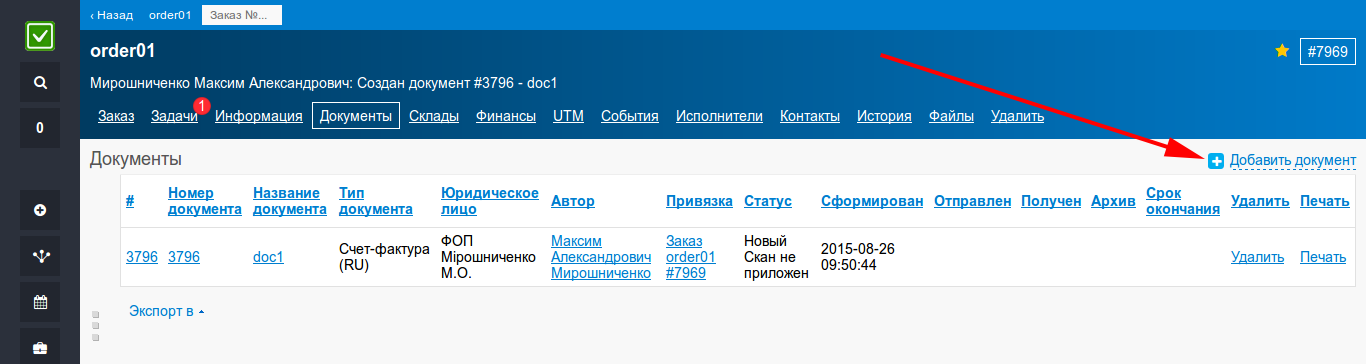 ‹ Назад order01 Заказ №...
order01
#7969
Мирошниченко Максим Александрович: Создан документ #3796 - doc1
1
Заказ Задачи Информация Документы Склады Финансы UTM События Исполнители Контакты История Файлы Удалить
0
Документы
Добавить документ
# Номер документа Название документа Тип документа Юридическое лицо Автор Привязка Статус Сформирован Отправлен Получен Архив Срок окончания Удалить Печать
3796 3796 doc1 Счет-фактура (RU) ФОП Мірошниченко М.О. Максим Александрович Мирошниченко Заказ order01 #7969 Новый Скан не приложен 2015-08-26 09:50:44 Удалить Печать
Экспорт в